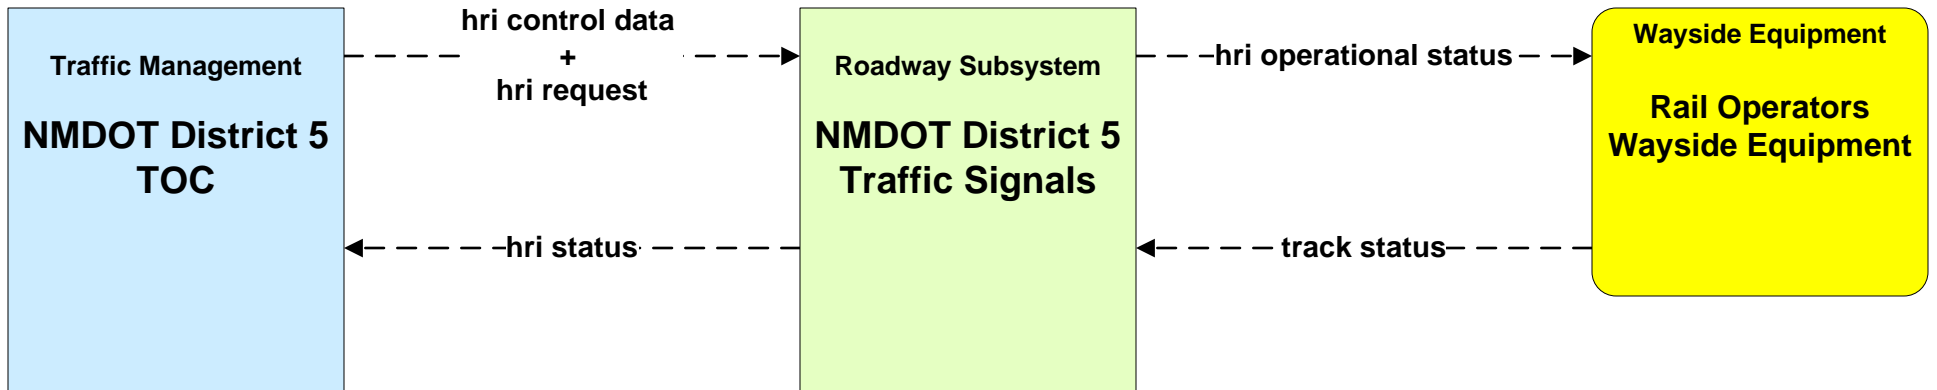 Traffic Management
NMDOT District 5
TOC
hri control data
+
hri request
hri status
Roadway Subsystem
NMDOT District 5
Traffic Signals
hri operational status
track status
Wayside Equipment
Rail Operators
Wayside Equipment